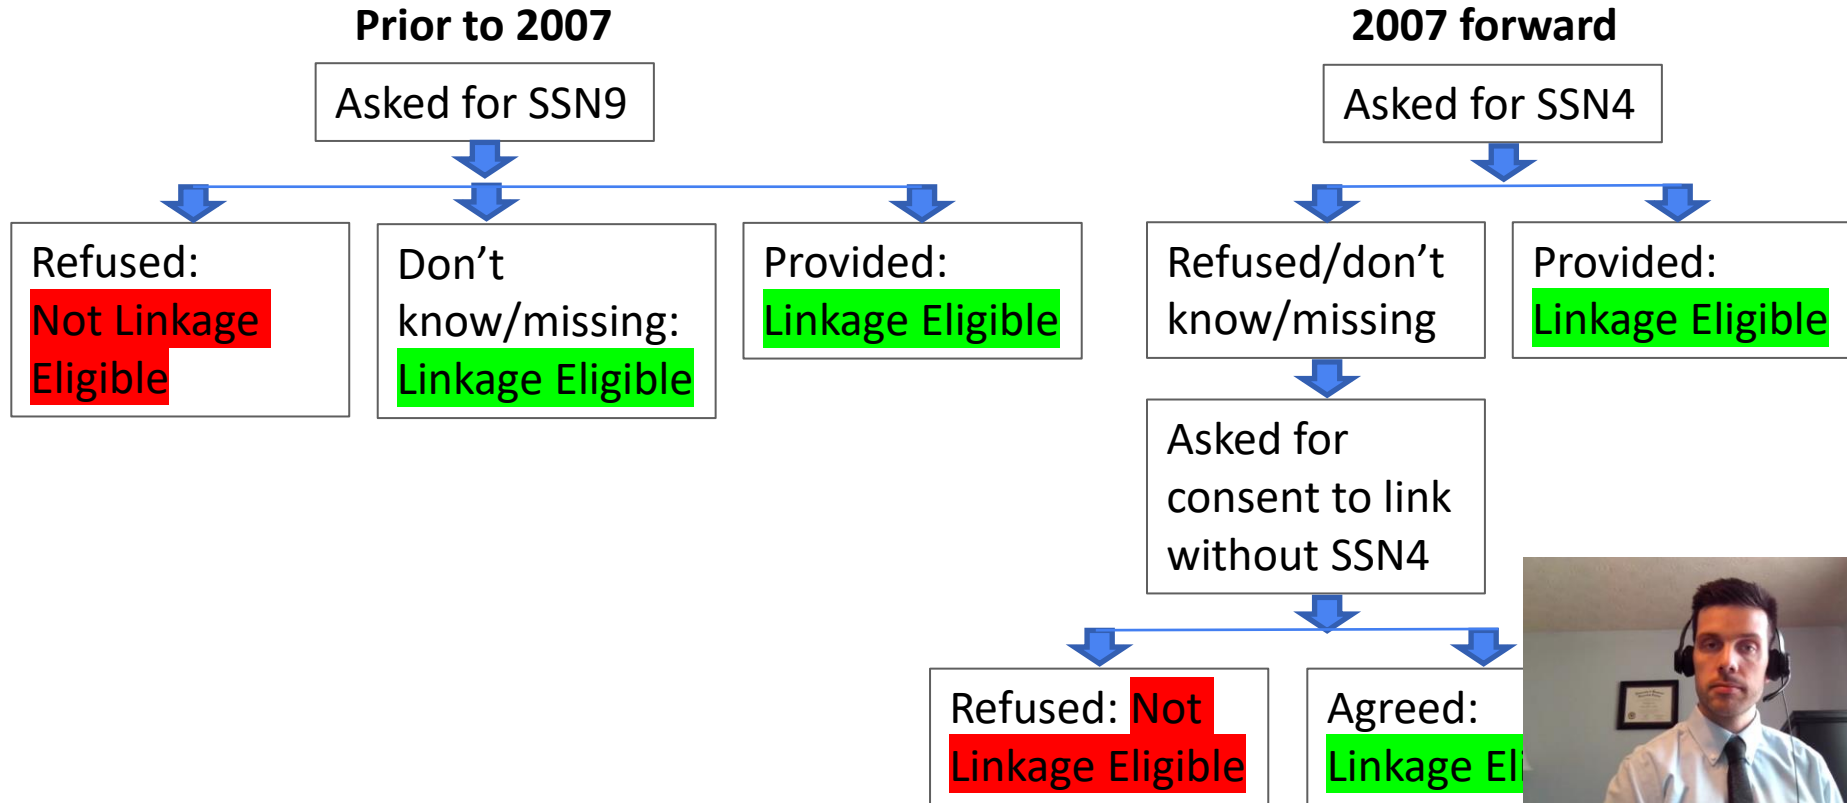 Prior to 2007
Asked for SSN9
Refused:
Not Linkage
Eligible
Don’t
know/missing:
Linkage Eligible
Provided:
Linkage Eligible
2007 forward
Asked for SSN4
Refused/don’t
know/missing
Provided:
Linkage Eligible
Asked for
consent to link
without SSN4
Refused: Not
Linkage Eligible
Agreed:
Linkage